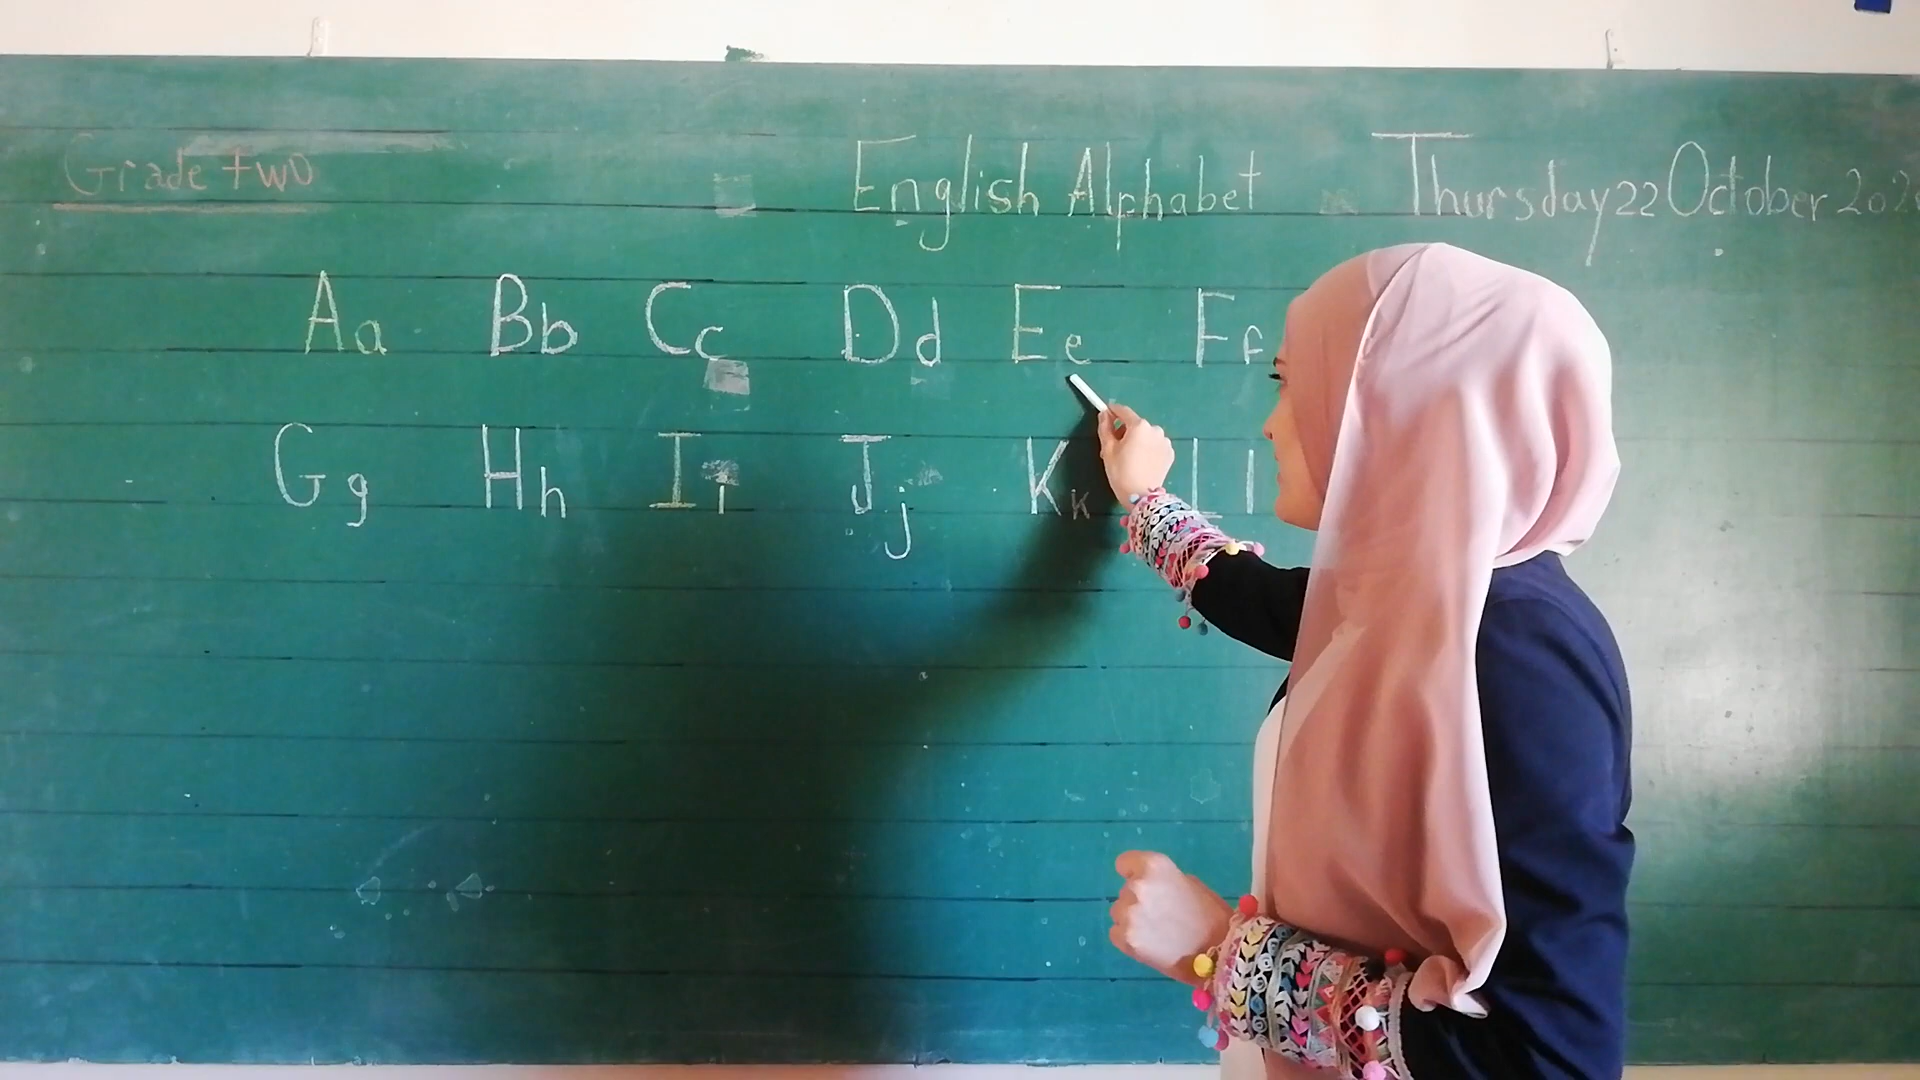 Grade two English Alphabet Thursday 22 October 2020
Aa Bb Cc Dd Ee Ff
Gg Hh Ii Jj Kk Ll